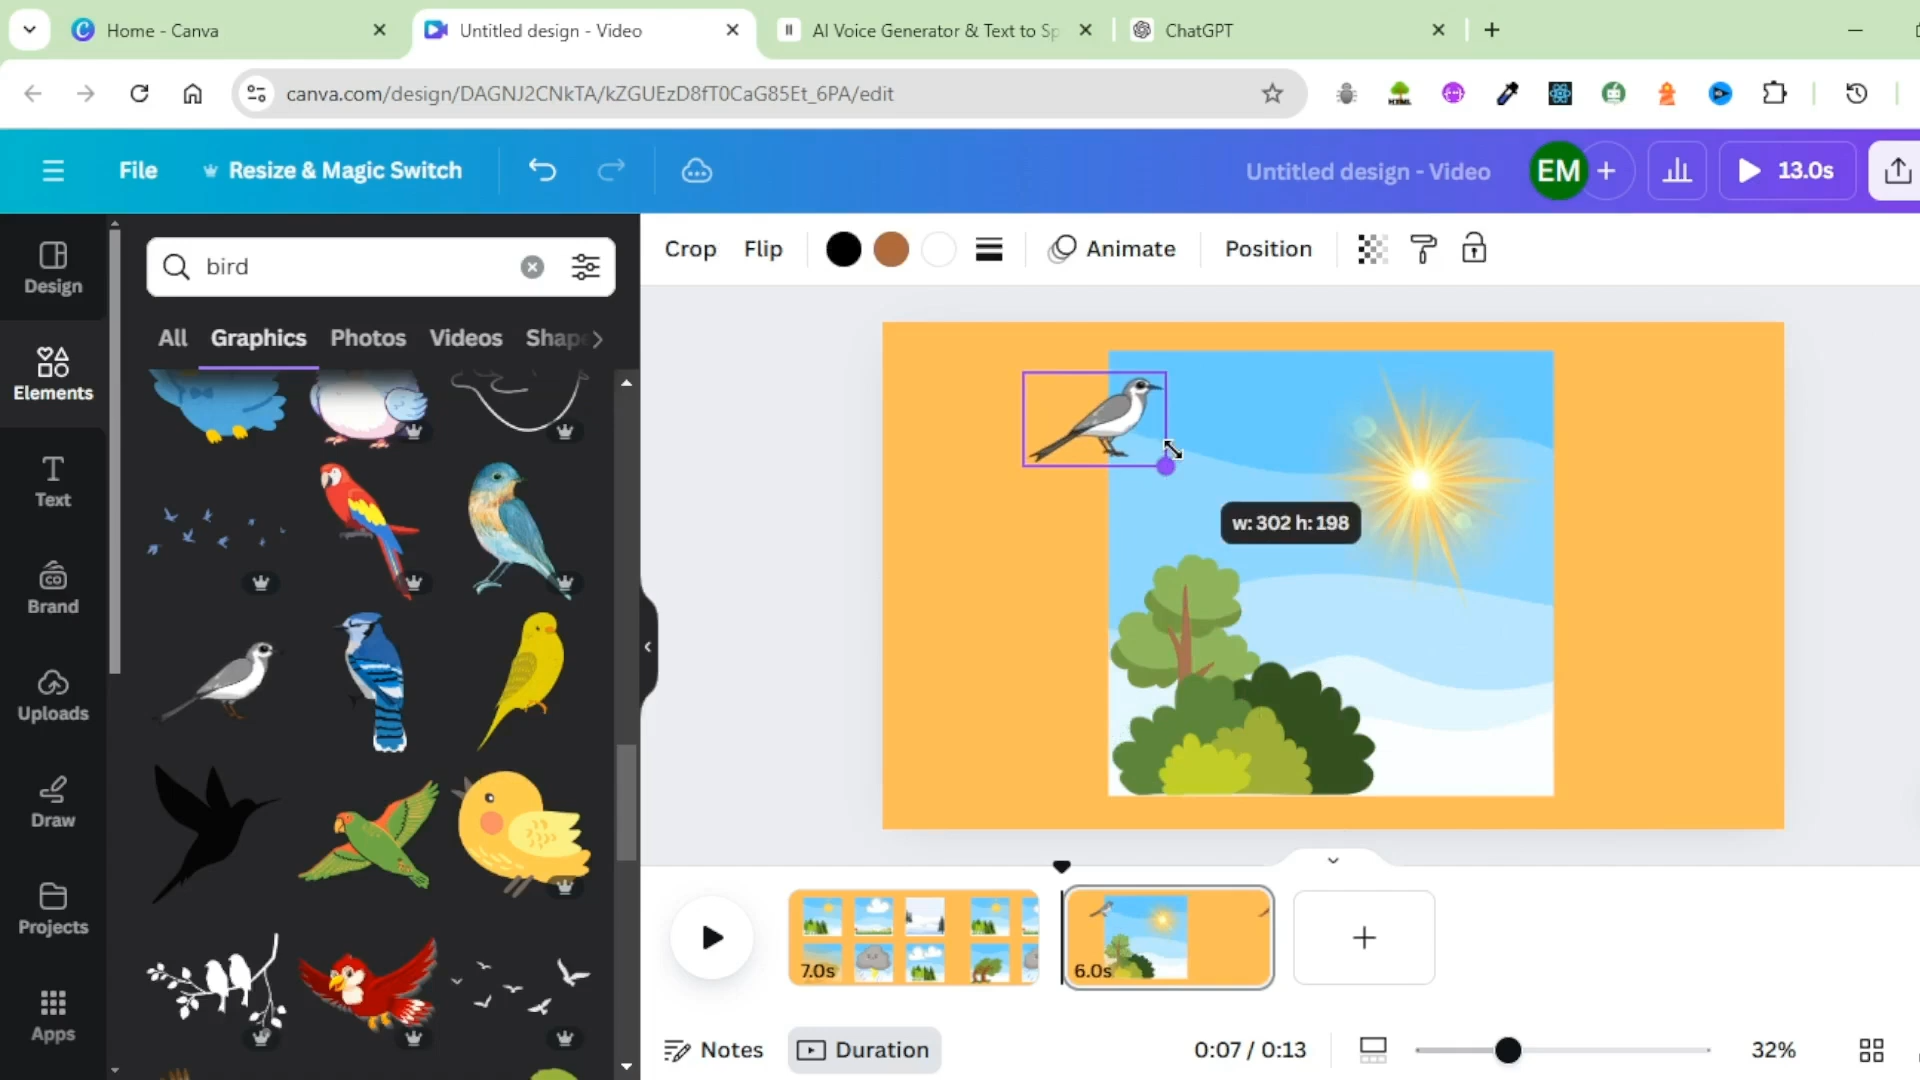 Home - Canva
Untitled design - Video
AI Voice Generator & Text to Sp
ChatGPT
canva.com/design/DAGNJ2CNkTA/kZGUEzD8fT0CaG85Et_6PA/edit
File
Resize & Magic Switch
Untitled design - Video
EM
13.0s
Design
Elements
Text
Brand
Uploads
Draw
Projects
Apps
bird
All
Graphics
Photos
Videos
Shape
Crop
Flip
Animate
Position
w: 302 h: 198
7.0s
6.0s
Notes
Duration
0:07 / 0:13
32%